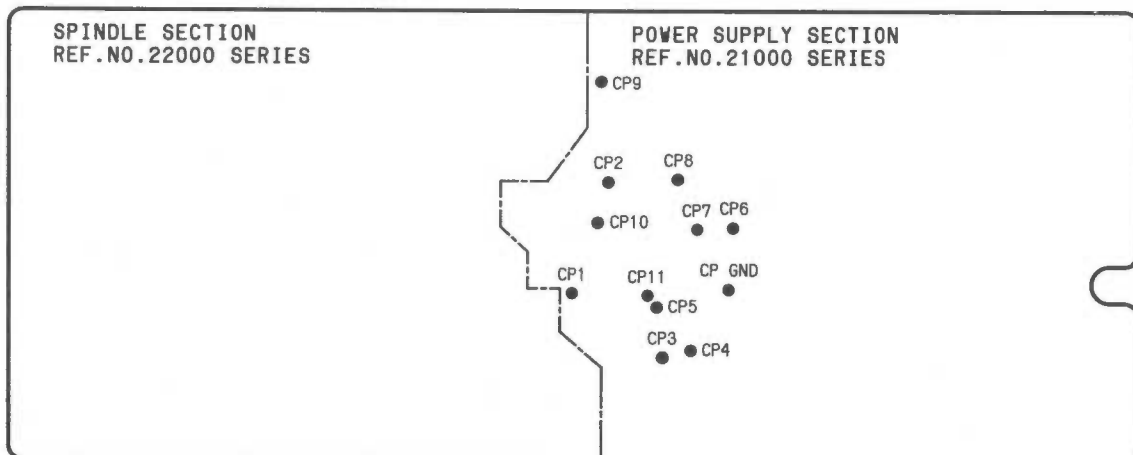 SPINDLE SECTION
REF.NO.22000 SERIES
POWER SUPPLY SECTION
REF.NO.21000 SERIES
CP9
CP2
CP8
CP10
CP7
CP6
CP1
CP11
CP GND
CP5
CP3
CP4